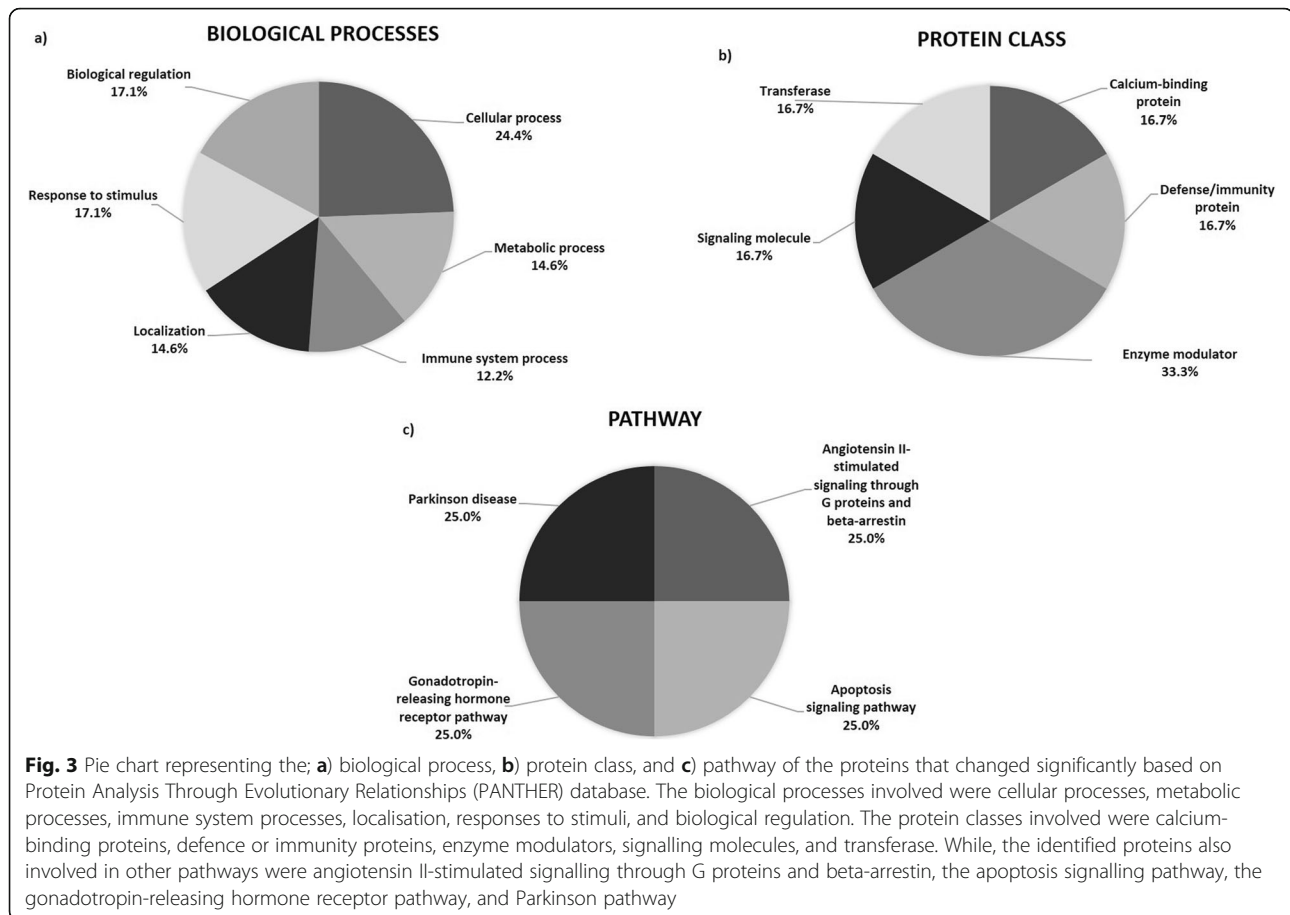 a)
BIOLOGICAL PROCESSES
Biological regulation
17.1%
Cellular process
24.4%
Response to stimulus
17.1%
Metabolic process
14.6%
Localization
14.6%
Immune system process
12.2%
b)
PROTEIN CLASS
Transferase
16.7%
Calcium-binding
protein
16.7%
Defense/immunity
protein
16.7%
Signaling molecule
16.7%
Enzyme modulator
33.3%
c)
PATHWAY
Parkinson disease
25.0%
Angiotensin II-
stimulated
signaling through
G proteins and
beta-arrestin
25.0%
Gonadotropin-
releasing hormone
receptor pathway
25.0%
Apoptosis
signaling pathway
25.0%
Fig. 3 Pie chart representing the; a) biological process, b) protein class, and c) pathway of the proteins that changed significantly based on
Protein Analysis Through Evolutionary Relationships (PANTHER) database. The biological processes involved were cellular processes, metabolic
processes, immune system processes, localisation, responses to stimuli, and biological regulation. The protein classes involved were calcium-
binding proteins, defence or immunity proteins, enzyme modulators, signalling molecules, and transferase. While, the identified proteins also
involved in other pathways were angiotensin II-stimulated signalling through G proteins and beta-arrestin, the apoptosis signalling pathway, the
gonadotropin-releasing hormone receptor pathway, and Parkinson pathway